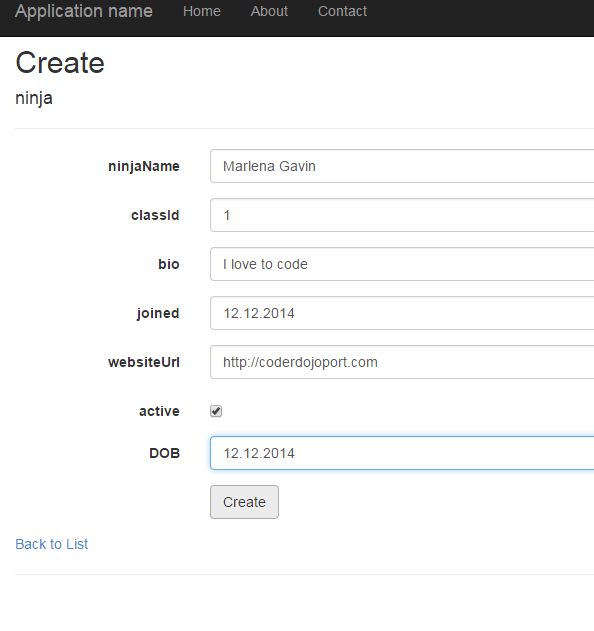 Application name Home About Contact
Create
ninja
ninjaName Marlena Gavin
classId 1
bio I love to code
joined 12.12.2014
websiteUrl http://coderdojoport.com
active
DOB 12.12.2014
Create
Back to List